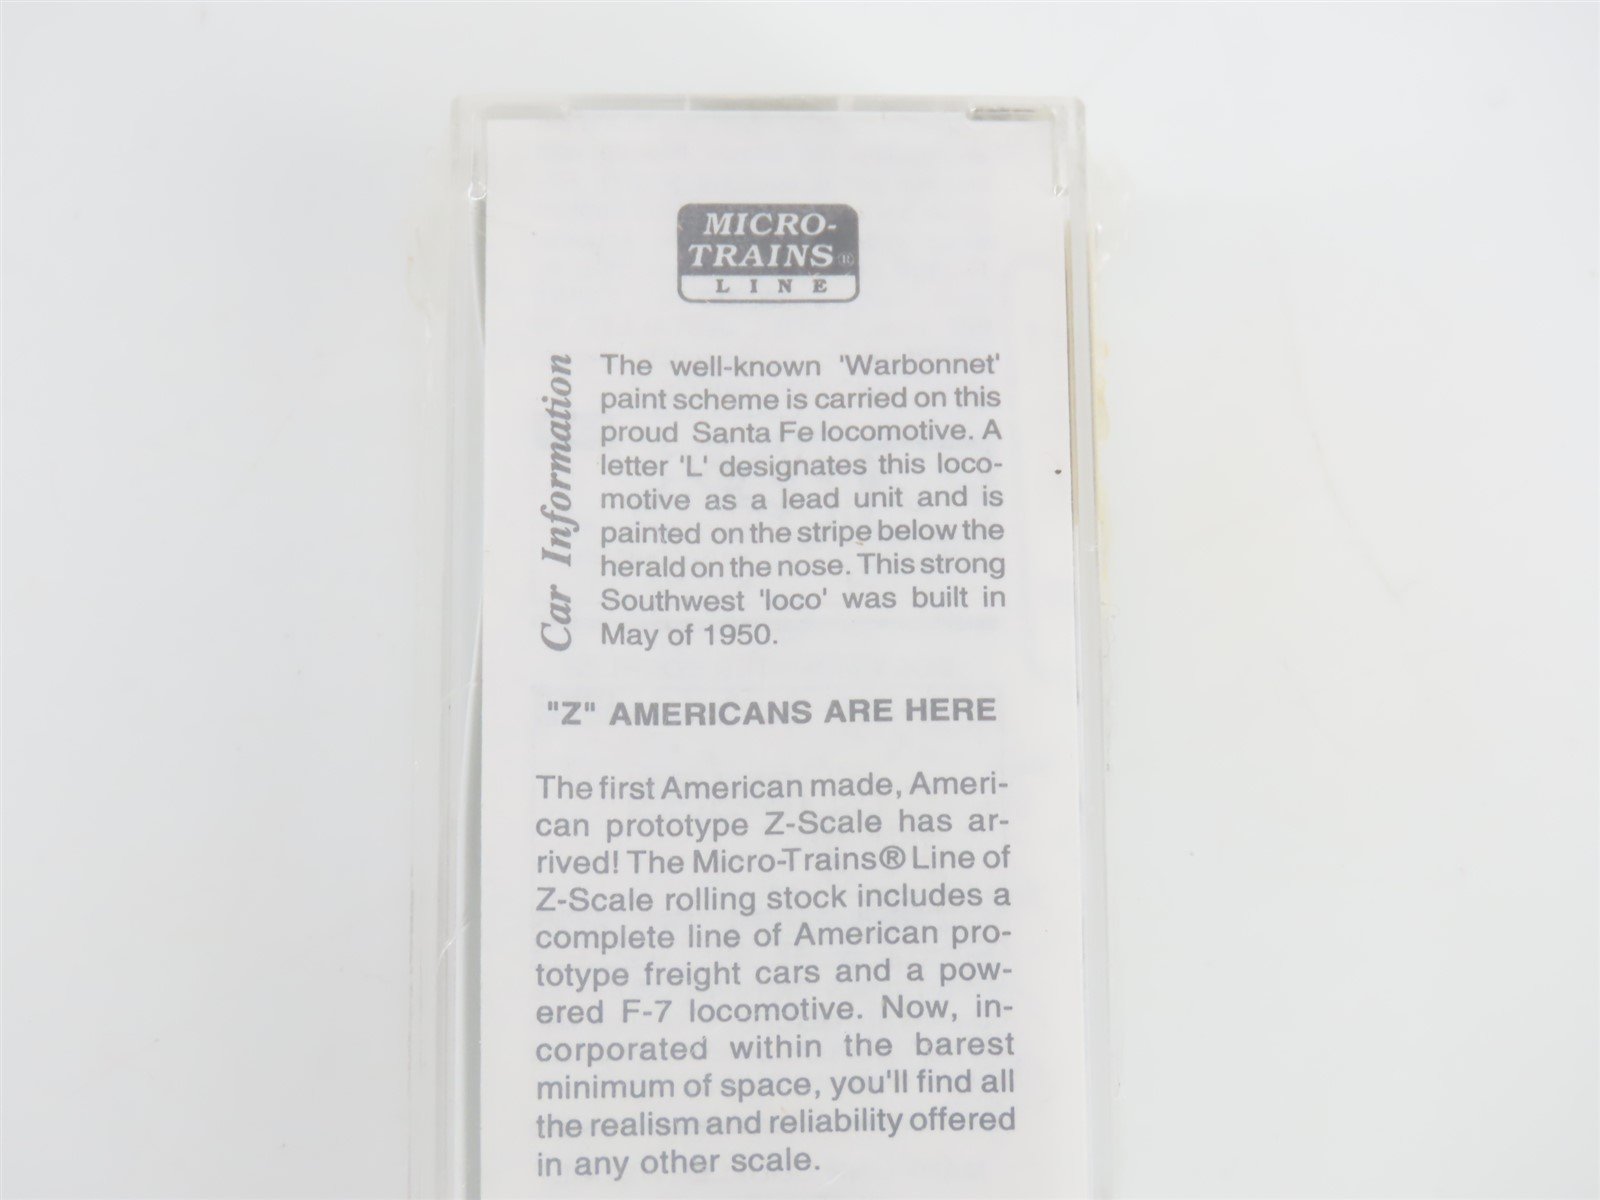 MICRO-
TRAINS®
LINE
Car Information
The well-known 'Warbonnet'
paint scheme is carried on this
proud Santa Fe locomotive. A
letter 'L' designates this loco-
motive as a lead unit and is
painted on the stripe below the
herald on the nose. This strong
Southwest 'loco' was built in
May of 1950.
"Z" AMERICANS ARE HERE
The first American made, Ameri-
can prototype Z-Scale has ar-
rived! The Micro-Trains® Line of
Z-Scale rolling stock includes a
complete line of American pro-
totype freight cars and a pow-
ered F-7 locomotive. Now, in-
corporated within the barest
minimum of space, you'll find all
the realism and reliability offered
in any other scale.